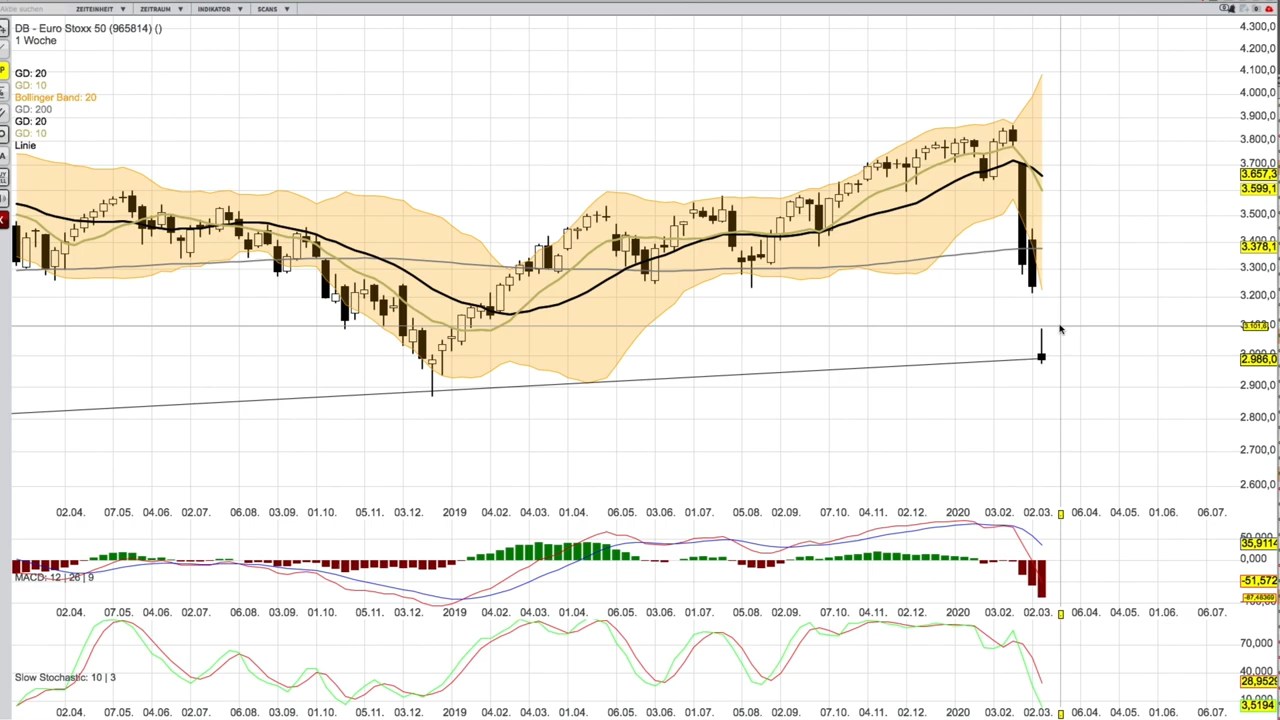 Aktie suchen ZEITEINHEIT ▼ ZEITRAUM ▼ INDIKATOR ▼ SCANS ▼
DB - Euro Stoxx 50 (965814) ()
1 Woche
GD: 20
GD: 10
Bollinger Band: 20
GD: 200
GD: 20
GD: 10
Linie
4.300,0
4.200,0
4.100,0
4.000,0
3.900,0
3.800,0
3.700,0
3.657,3
3.599,1
3.500,0
3.378,1
3.300,0
3.200,0
2.986,0
2.900,0
2.800,0
2.700,0
2.600,0
02.04. 07.05. 04.06. 02.07. 06.08. 03.09. 01.10. 05.11. 03.12. 2019 04.02. 04.03. 01.04. 06.05. 03.06. 01.07. 05.08. 02.09. 07.10. 04.11. 02.12. 2020 03.02. 02.03. 06.04. 04.05. 01.06. 06.07.
35,9114
0,000
-51,572
-87,48369
MACD: 12 | 26 | 9
02.04. 07.05. 04.06. 02.07. 06.08. 03.09. 01.10. 05.11. 03.12. 2019 04.02. 04.03. 01.04. 06.05. 03.06. 01.07. 05.08. 02.09. 07.10. 04.11. 02.12. 2020 03.02. 02.03. 06.04. 04.05. 01.06. 06.07.
70,000
40,000
28,9529
3,5194
Slow Stochastic: 10 | 3
02.04. 07.05. 04.06. 02.07. 06.08. 03.09. 01.10. 05.11. 03.12. 2019 04.02. 04.03. 01.04. 06.05. 03.06. 01.07. 05.08. 02.09. 07.10. 04.11. 02.12. 2020 03.02. 02.03. 06.04. 04.05. 01.06. 06.07.